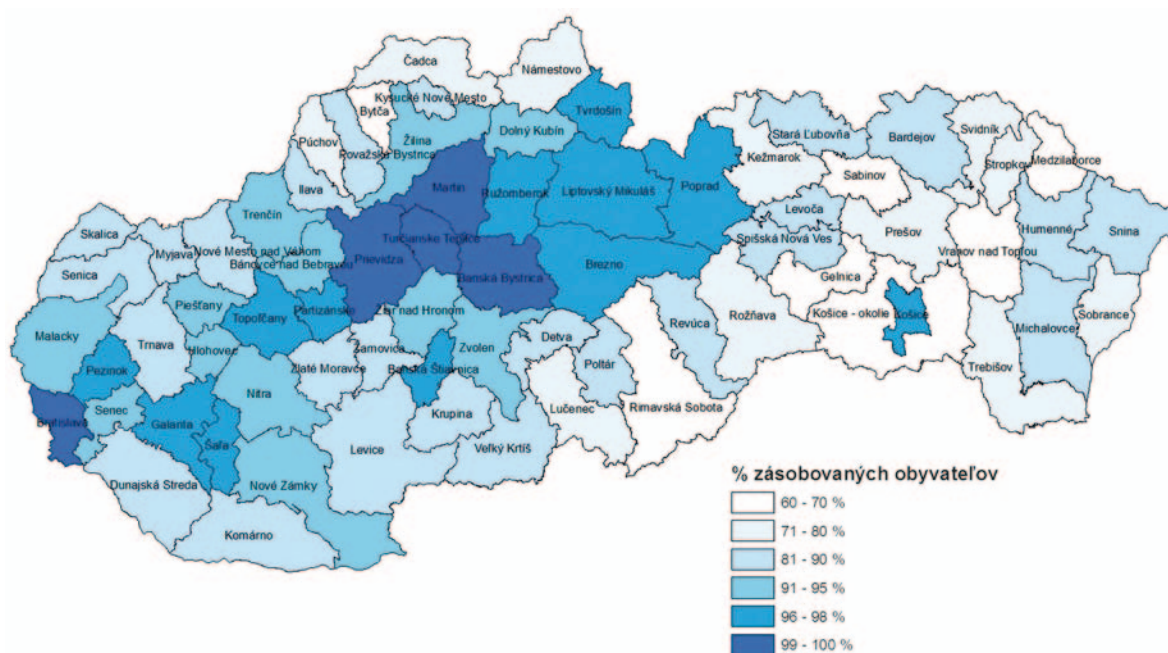 Čadca
Námestovo
Kysucké Nové Mesto
Bytča
Tvrdošín
Dolný Kubín
Žilina
Púchov
Považská Bystrica
Stará Ľubovňa
Bardejov
Svidník
Stropkov
Medzilaborce
Kežmarok
Sabinov
Ilava
Martin
Ružomberok
Liptovský Mikuláš
Poprad
Levoča
Trenčín
Prešov
Humenné
Snina
Skalica
Myjava
Nové Mesto nad Váhom
Turčianske Teplice
Spišská Nová Ves
Vranov nad Topľou
Bánovce nad Bebravou
Prievidza
Banská Bystrica
Brezno
Gelnica
Senica
Piešťany
Topoľčany
Partizánske
Žiar nad Hronom
Revúca
Rožňava
Košice - okolie
Košice
Michalovce
Sobrance
Malacky
Trnava
Hlohovec
Žarnovica
Zvolen
Detva
Poltár
Pezinok
Zlaté Moravce
Banská Štiavnica
Trebišov
Nitra
Bratislava
Senec
Galanta
Šaľa
Krupina
Lučenec
Rimavská Sobota
Levice
Veľký Krtíš
Dunajská Streda
Nové Zámky
Komárno
% zásobovaných obyvateľov
60 - 70 %
71 - 80 %
81 - 90 %
91 - 95 %
96 - 98 %
99 - 100 %